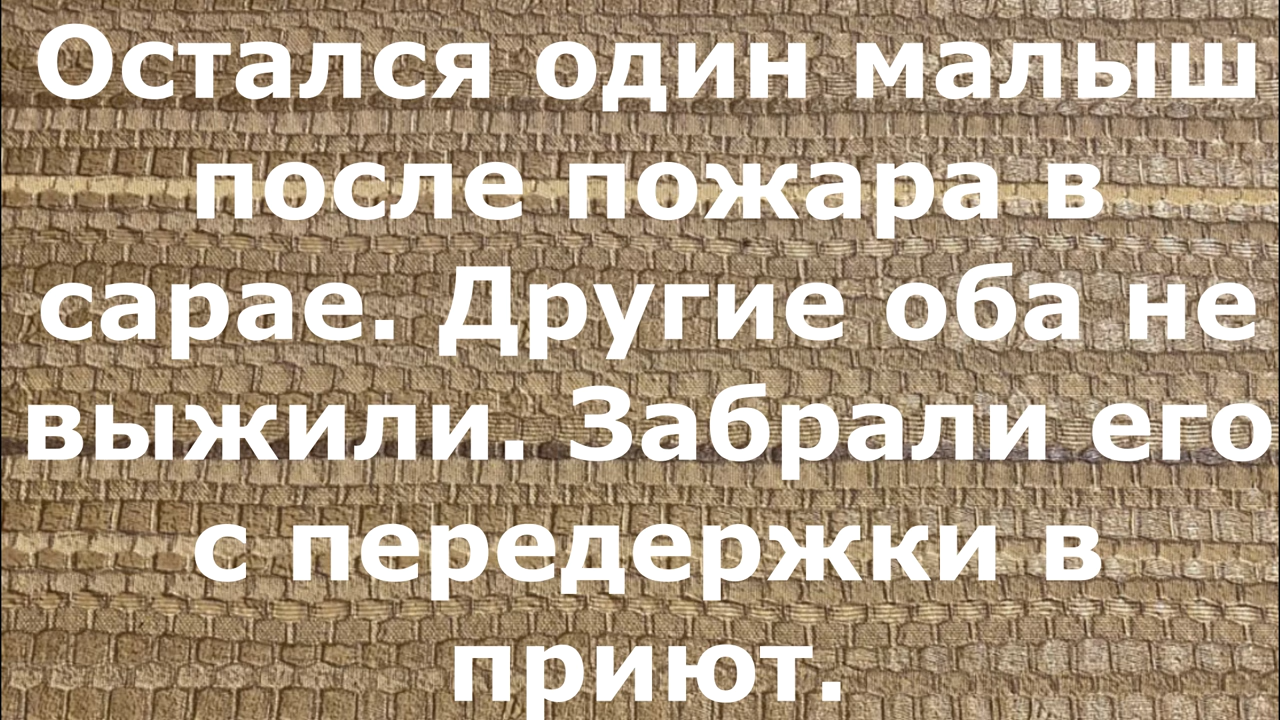 Остался один малыш
после пожара в
сарае. Другие оба не
выжили. Забрали его
с передержки в
приют.